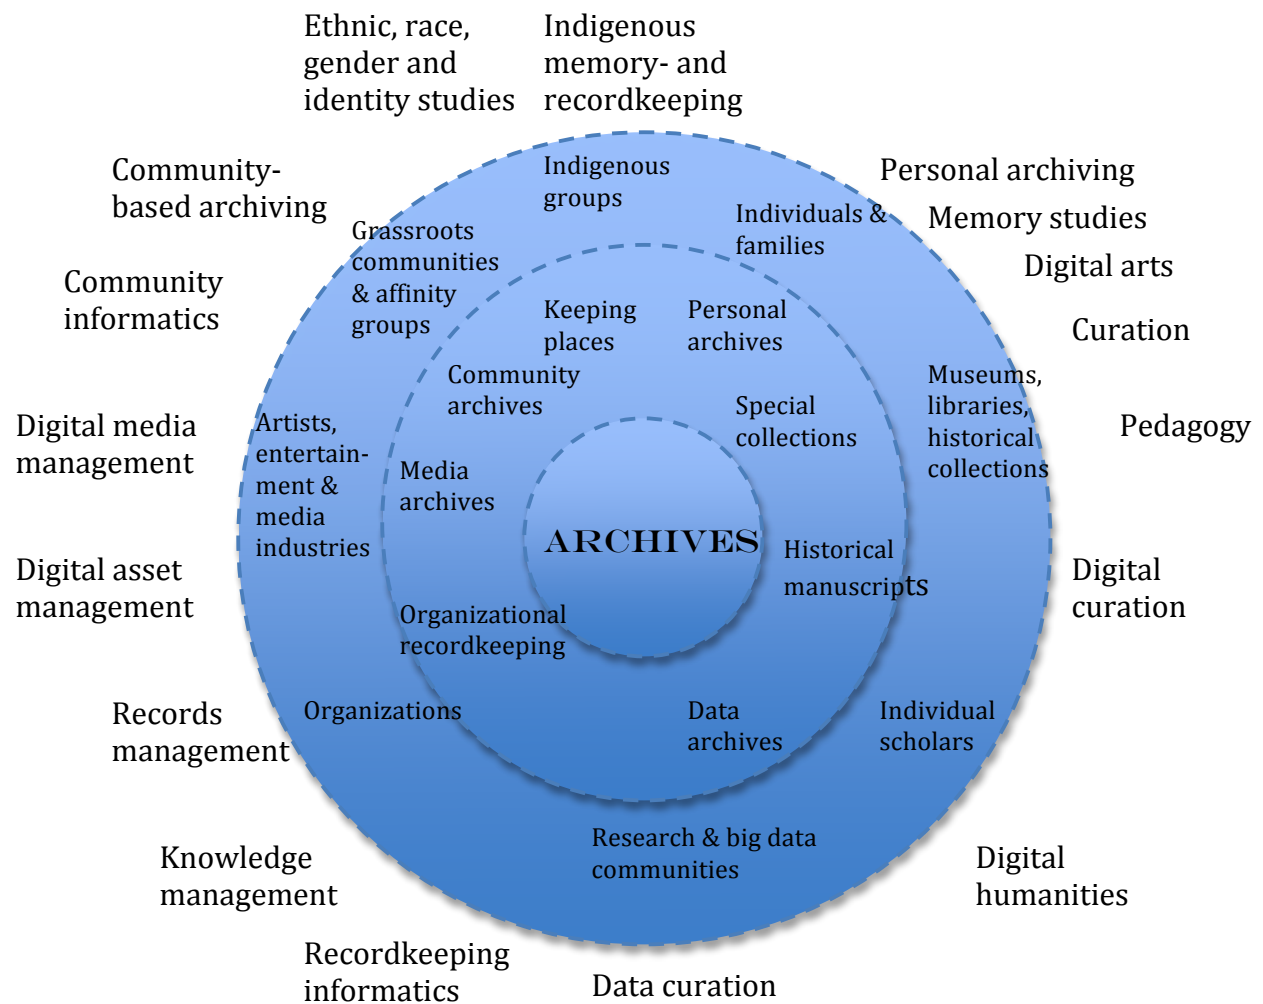 Ethnic, race,
gender and
identity studies
Indigenous
memory- and
recordkeeping
Community-
based archiving
Indigenous
groups
Personal archiving
Individuals &
families
Memory studies
Grassroots
communities
& affinity
groups
Digital arts
Community
informatics
Keeping
places
Personal
archives
Curation
Community
archives
Museums,
libraries,
historical
collections
Special
collections
Digital media
management
Artists,
entertain-
ment &
media
industries
Pedagogy
Media
archives
ARCHIVES
Historical
manuscripts
Digital asset
management
Digital
curation
Organizational
recordkeeping
Records
management
Organizations
Data
archives
Individual
scholars
Research & big data
communities
Knowledge
management
Digital
humanities
Recordkeeping
informatics
Data curation